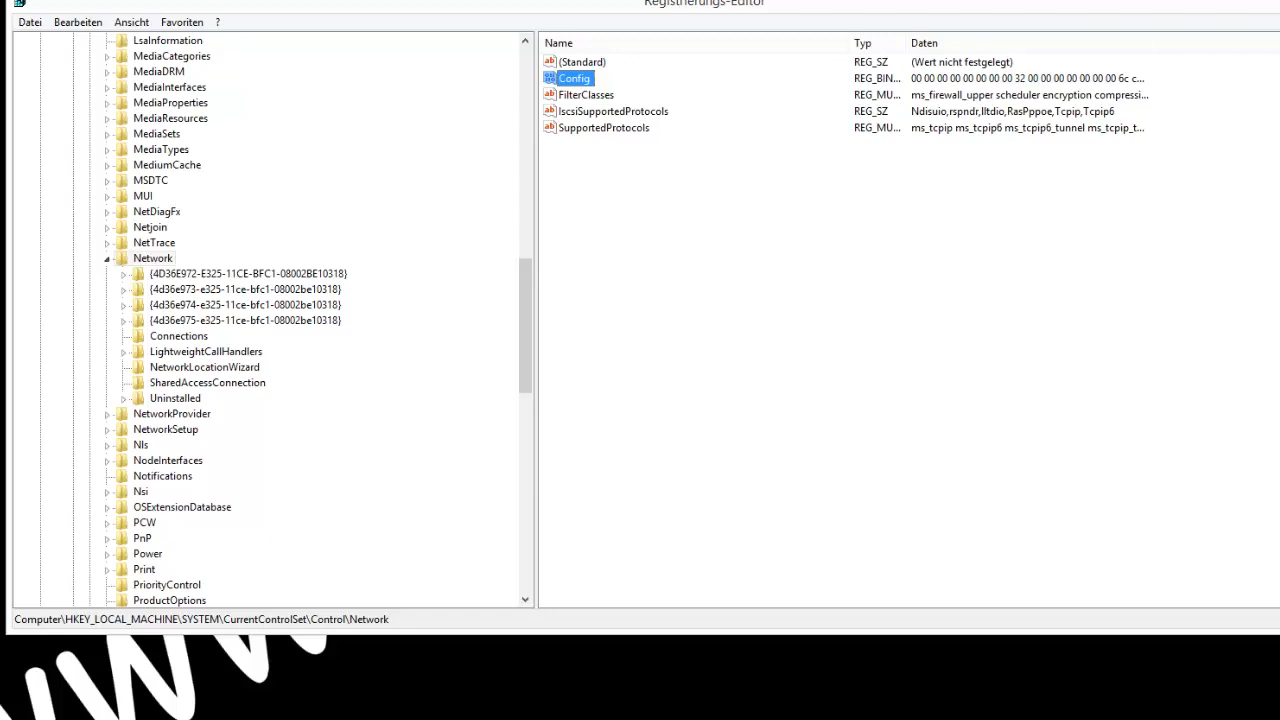 Registrierungs-Editor
Datei Bearbeiten Ansicht Favoriten ?
LsaInformation
MediaCategories
MediaDRM
MediaInterfaces
MediaProperties
MediaResources
MediaSets
MediaTypes
MediumCache
MSDTC
MUI
NetDiagFx
Netjoin
NetTrace
Network
{4D36E972-E325-11CE-BFC1-08002BE10318}
{4d36e973-e325-11ce-bfc1-08002be10318}
{4d36e974-e325-11ce-bfc1-08002be10318}
{4d36e975-e325-11ce-bfc1-08002be10318}
Connections
LightweightCallHandlers
NetworkLocationWizard
SharedAccessConnection
Uninstalled
NetworkProvider
NetworkSetup
Nls
NodeInterfaces
Notifications
Nsi
OSExtensionDatabase
PCW
PnP
Power
Print
PriorityControl
ProductOptions
Name Typ Daten
(Standard) REG_SZ (Wert nicht festgelegt)
Config REG_BIN... 00 00 00 00 00 00 00 00 32 00 00 00 00 00 00 00 6c c...
FilterClasses REG_MU... ms_firewall_upper scheduler encryption compressi...
IscsiSupportedProtocols REG_SZ Ndisuio,rspndr,lltdio,RasPppoe,Tcpip,Tcpip6
SupportedProtocols REG_MU... ms_tcpip ms_tcpip6 ms_tcpip6_tunnel ms_tcpip_t...
Computer\HKEY_LOCAL_MACHINE\SYSTEM\CurrentControlSet\Control\Network